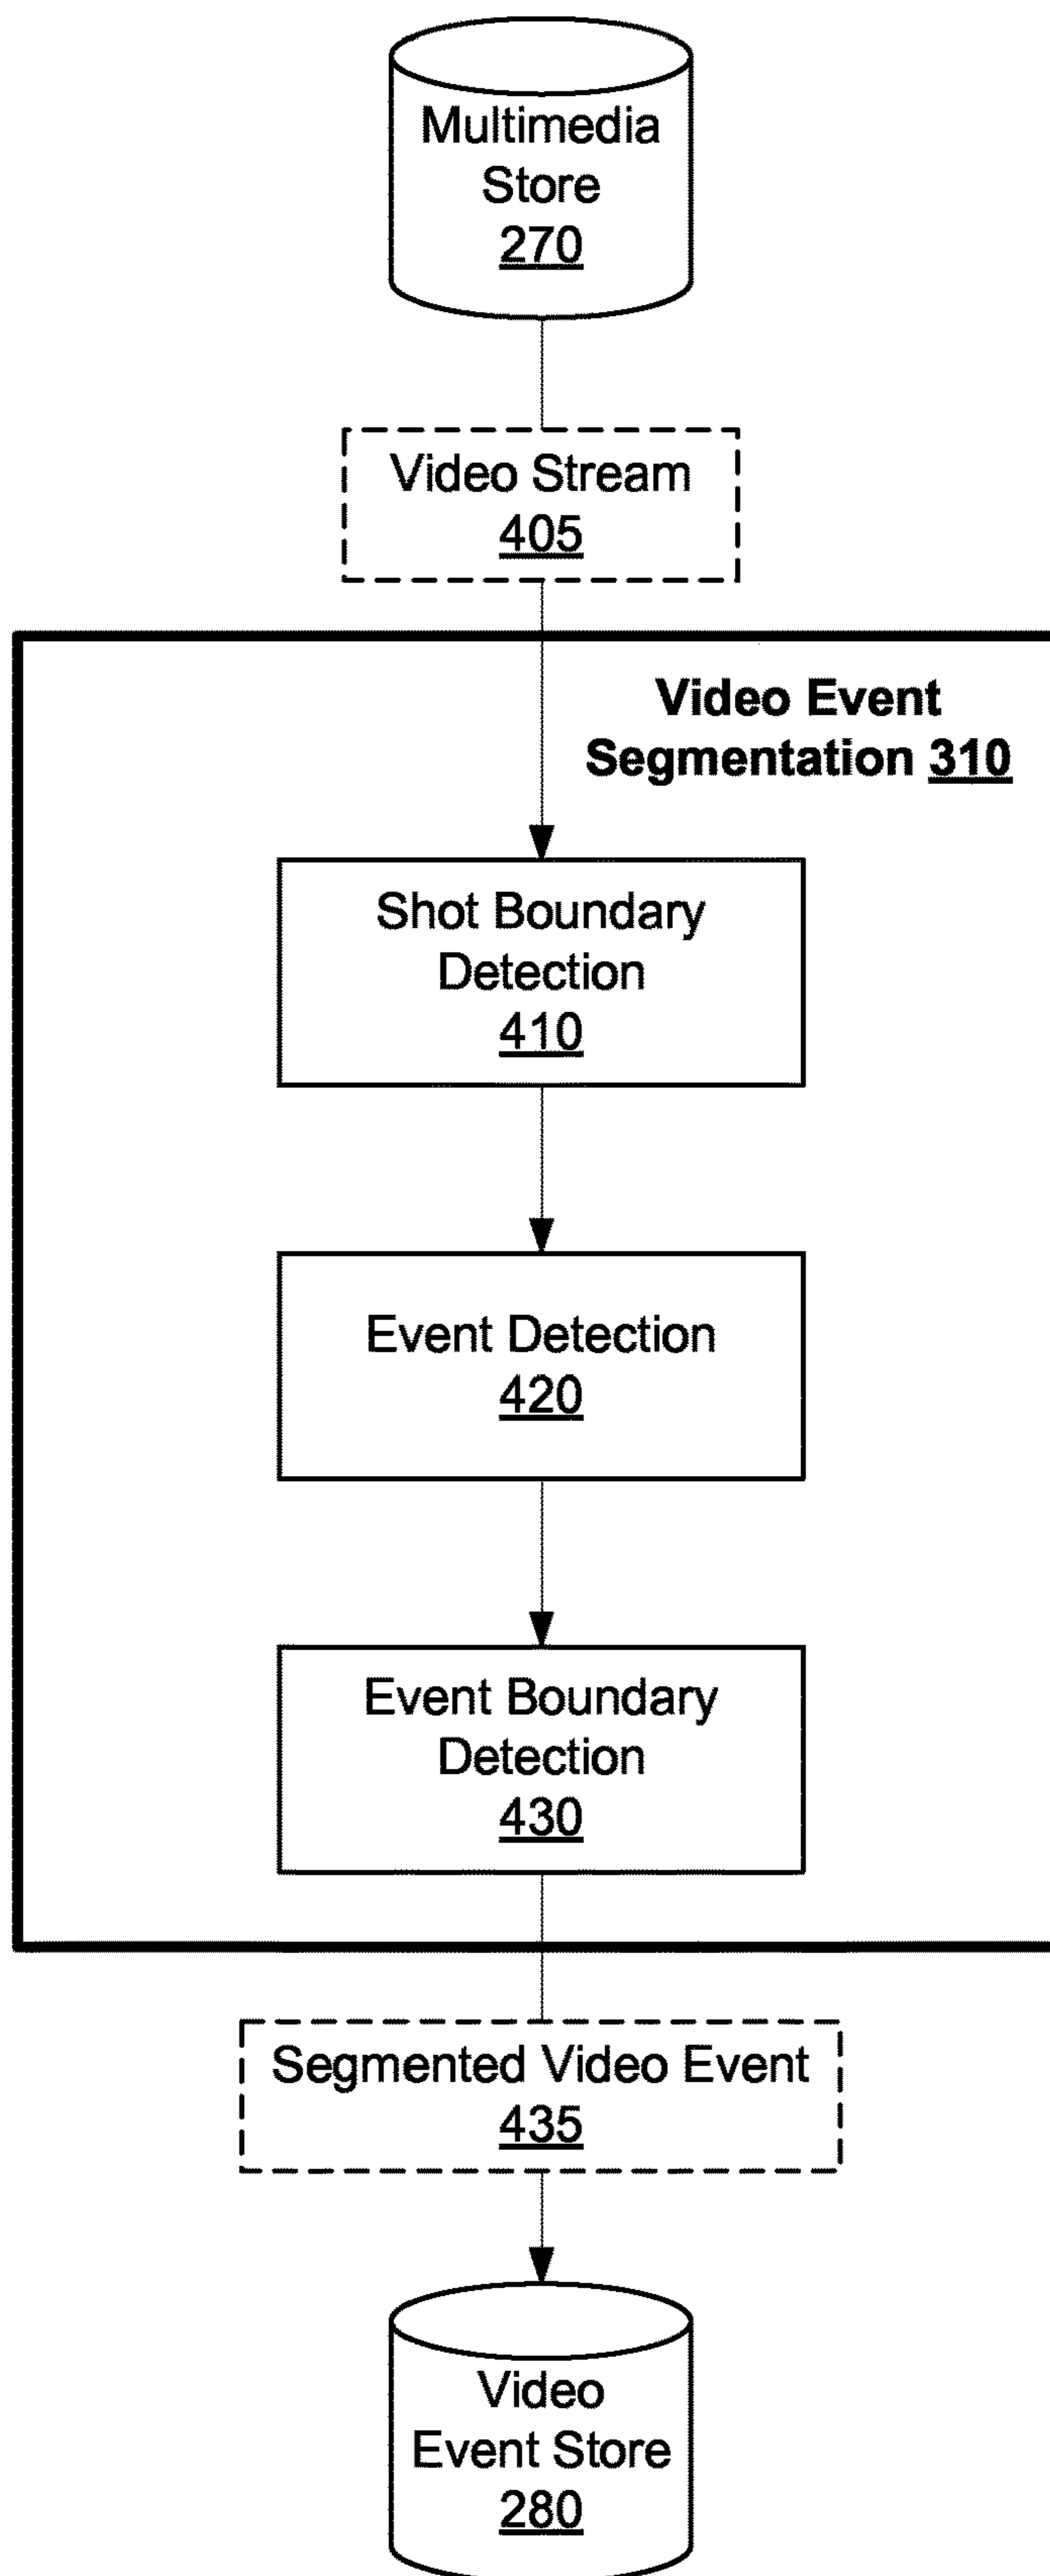 Multimedia
Store
270
Video Stream
405
Video Event
Segmentation 310
Shot Boundary
Detection
410
Event Detection
420
Event Boundary
Detection
430
Segmented Video Event
435
Video
Event Store
280